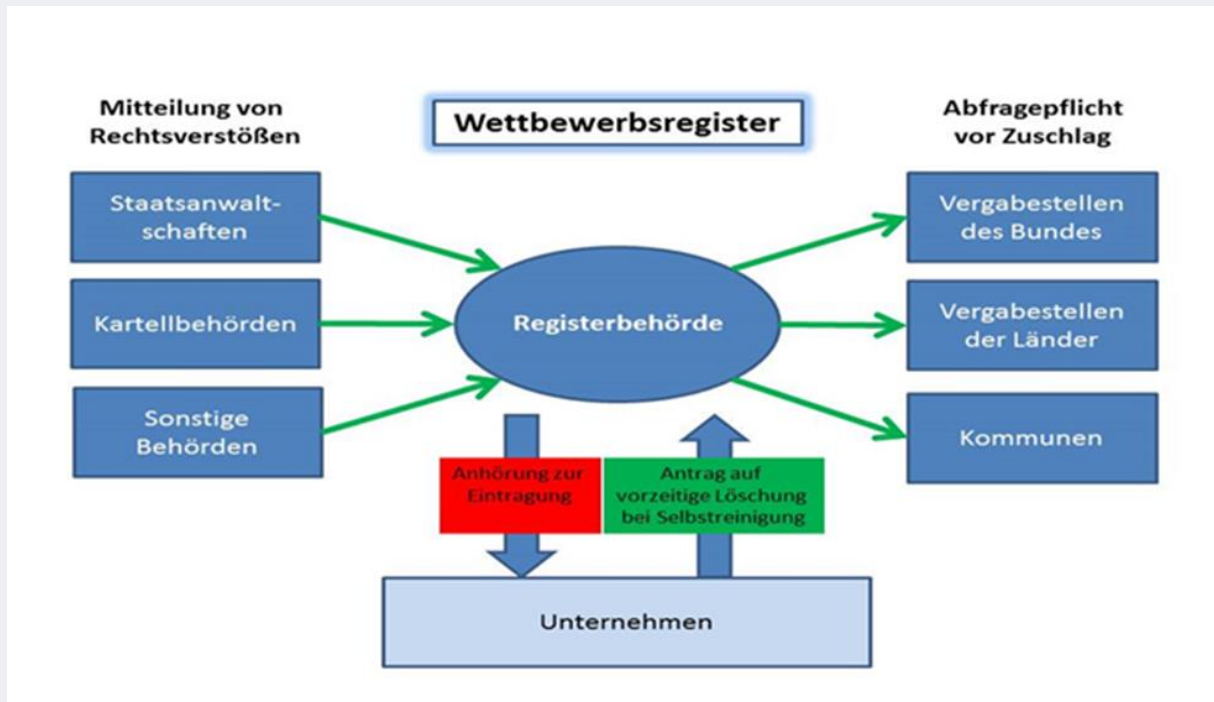 Mitteilung von
Rechtsverstößen
Wettbewerbsregister
Abfragepflicht
vor Zuschlag
Staatsanwalt-
schaften
Kartellbehörden
Sonstige
Behörden
Registerbehörde
Vergabestellen
des Bundes
Vergabestellen
der Länder
Kommunen
Anhörung zur
Eintragung
Antrag auf
vorzeitige Löschung
bei Selbstreinigung
Unternehmen